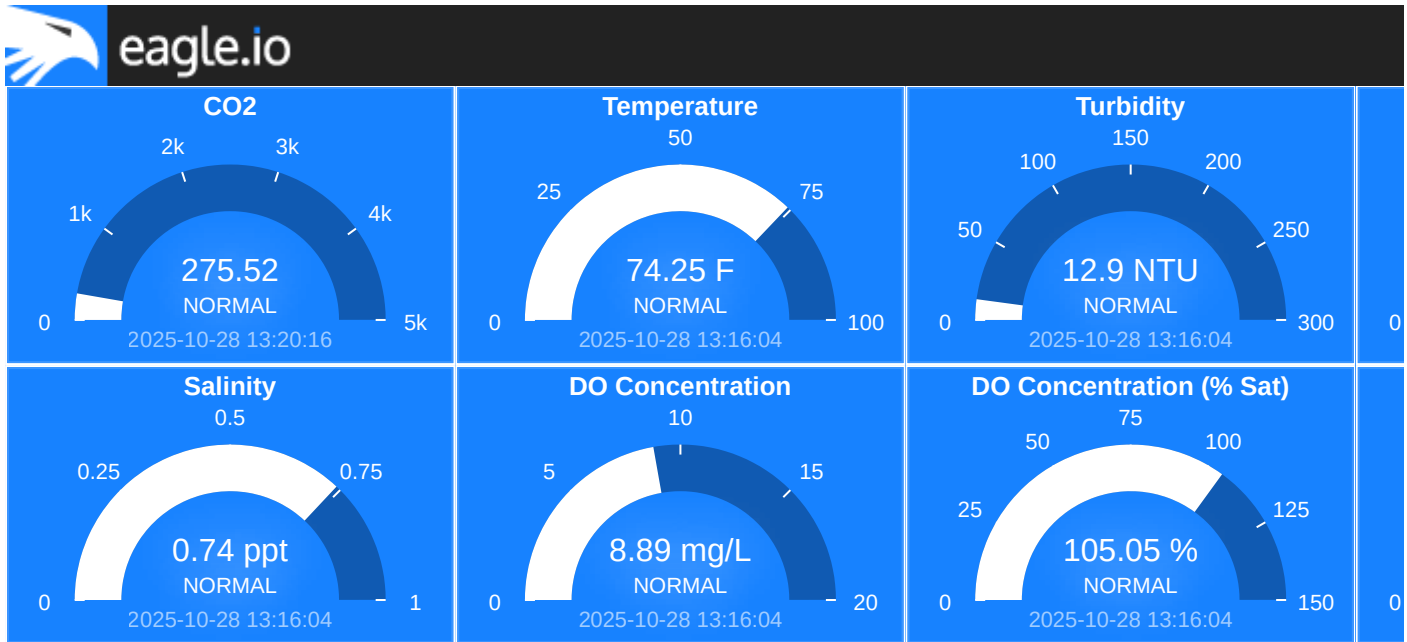 eagle.io
CO2
2k
3k
1k
4k
275.52
NORMAL
0
5k
2025-10-28 13:20:16
Temperature
50
25
75
74.25 F
NORMAL
0
100
2025-10-28 13:16:04
Turbidity
150
100
200
50
250
12.9 NTU
NORMAL
0
300
2025-10-28 13:16:04
0
Salinity
0.5
0.25
0.75
0.74 ppt
NORMAL
0
1
2025-10-28 13:16:04
DO Concentration
10
5
15
8.89 mg/L
NORMAL
0
20
2025-10-28 13:16:04
DO Concentration (% Sat)
75
50
100
25
125
105.05 %
NORMAL
0
150
2025-10-28 13:16:04
0